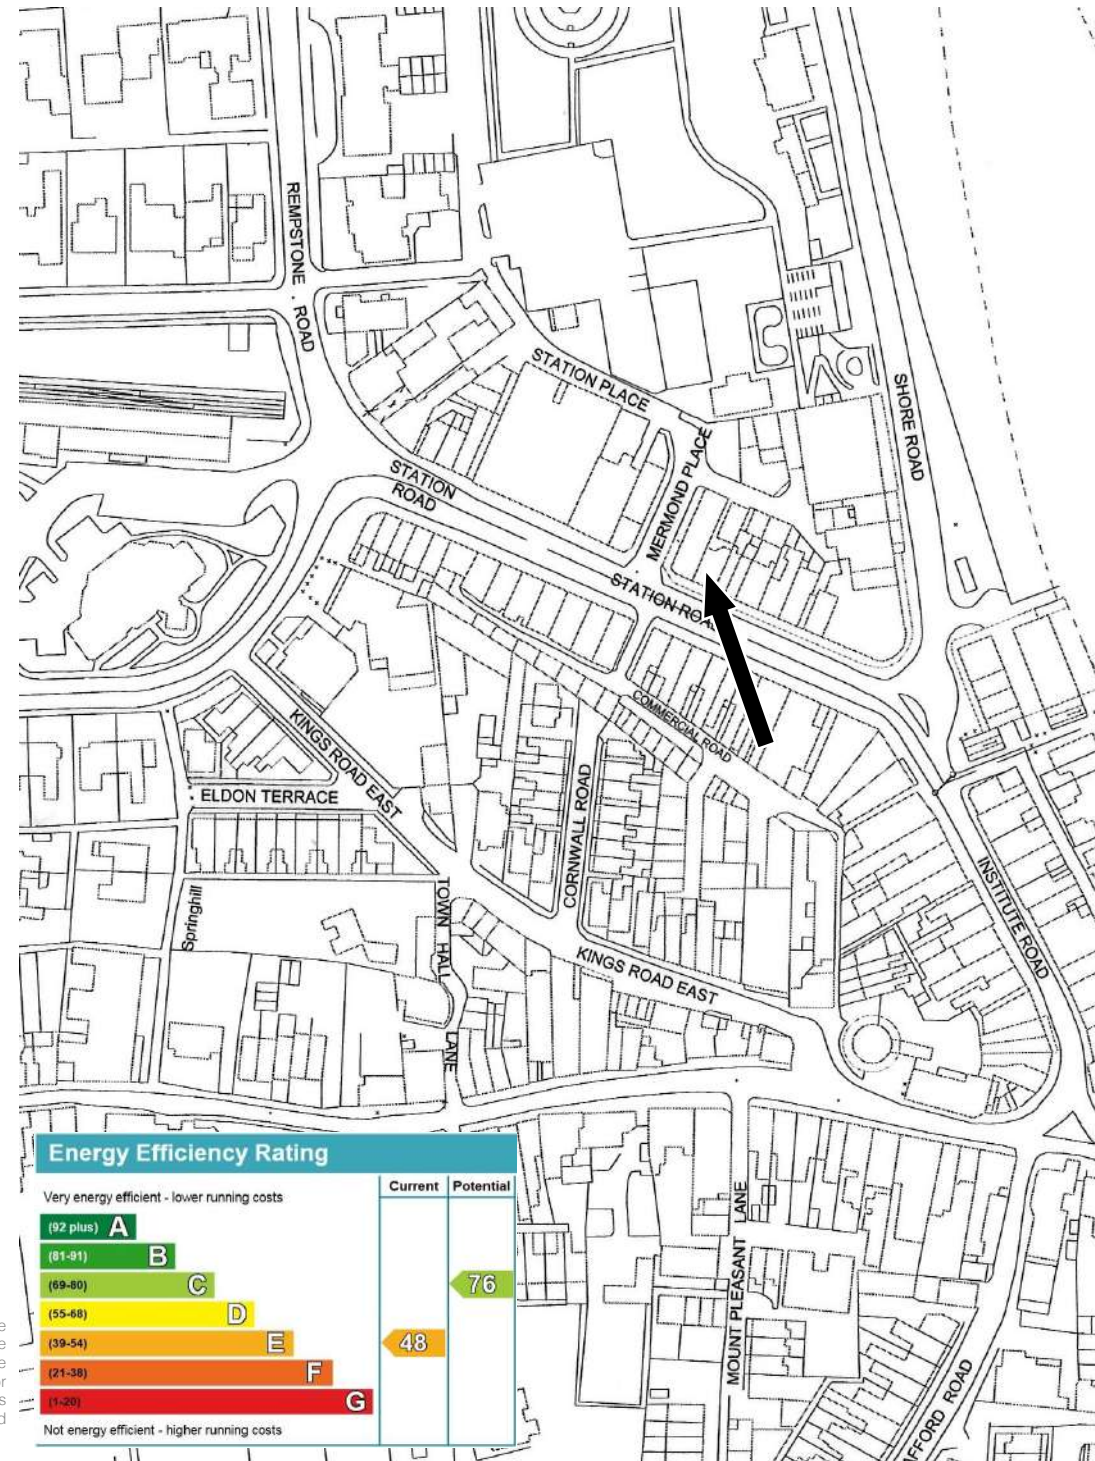 REMPSTONE ROAD
STATION PLACE
SHORE ROAD
MERMOND PLACE
STATION
ROAD
STATION ROAD
COMMERCIAL ROAD
KINGS ROAD EAST
ELDON TERRACE
CORNWALL ROAD
INSTITUTE ROAD
Springhill
TOWN HALL LANE
KINGS ROAD EAST
MOUNT PLEASANT LANE
AFFORD ROAD
Energy Efficiency Rating
Current Potential
Very energy efficient - lower running costs
(92 plus) A
(81-91) B
(69-80) C 76
(55-68) D
(39-54) E 48
(21-38) F
(1-20) G
Not energy efficient - higher running costs